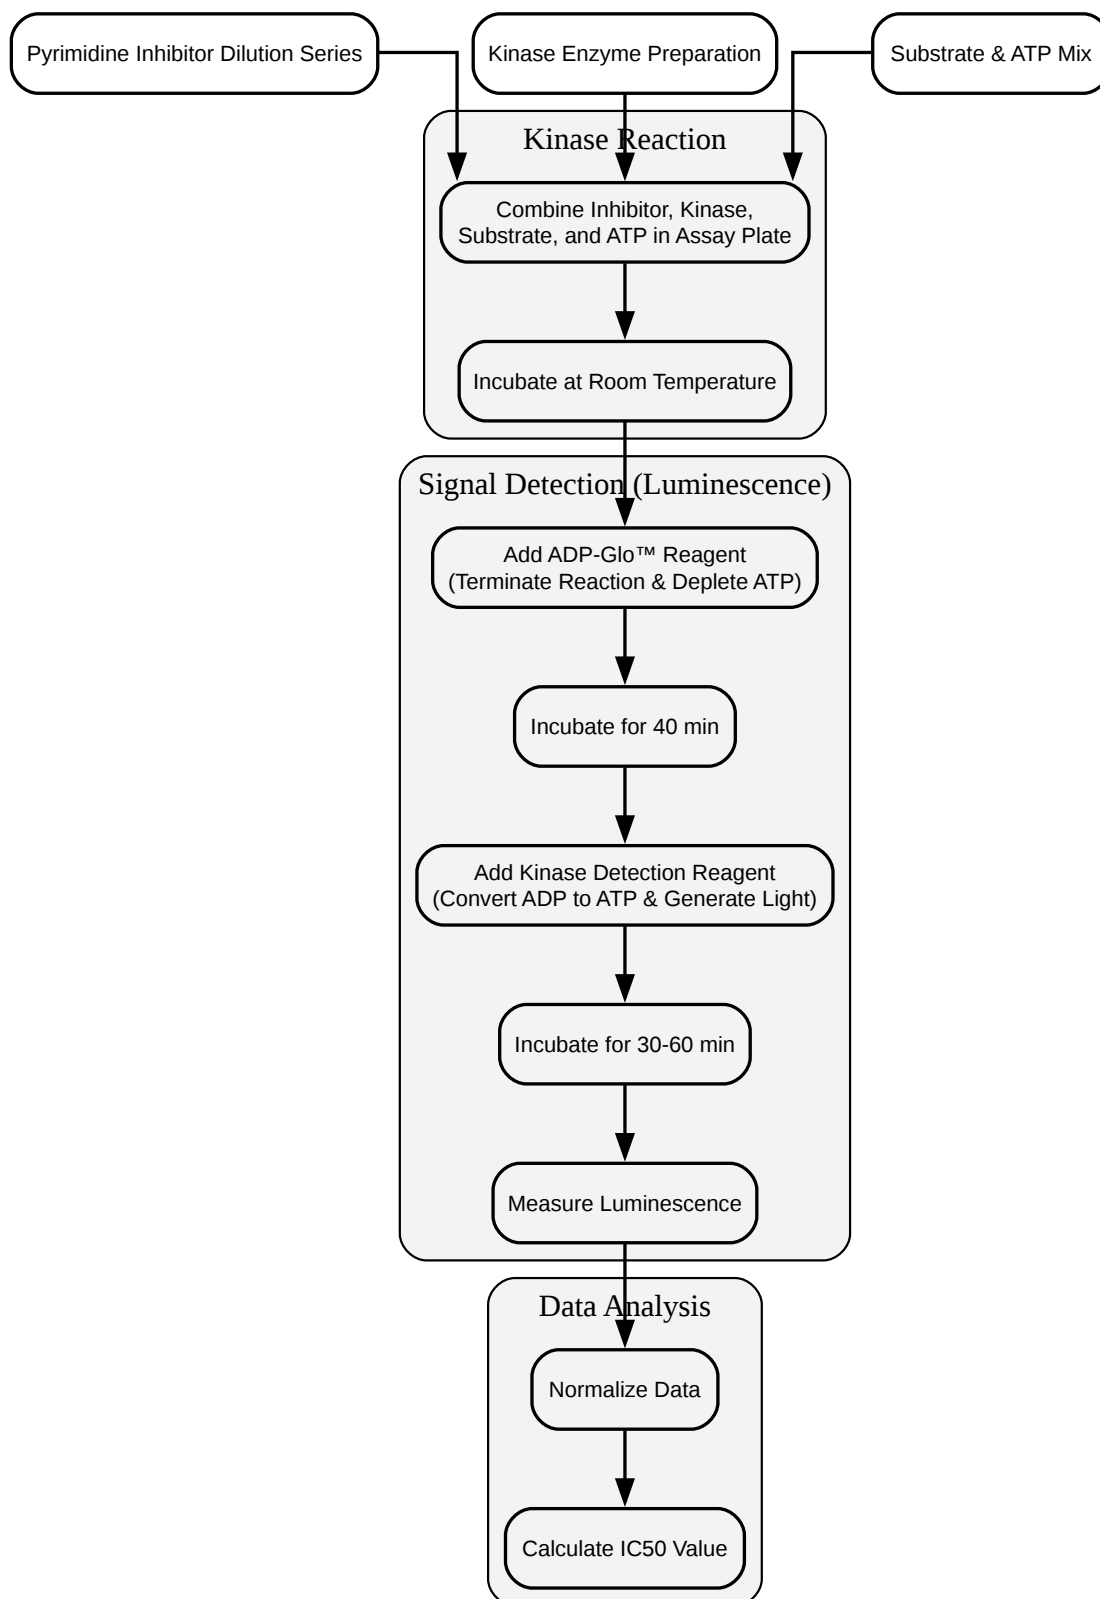 Pyrimidine Inhibitor Dilution Series
Kinase Enzyme Preparation
Substrate & ATP Mix
Kinase Reaction
Combine Inhibitor, Kinase,
Substrate, and ATP in Assay Plate
Incubate at Room Temperature
Signal Detection (Luminescence)
Add ADP-Glo™ Reagent
(Terminate Reaction & Deplete ATP)
Incubate for 40 min
Add Kinase Detection Reagent
(Convert ADP to ATP & Generate Light)
Incubate for 30-60 min
Measure Luminescence
Data Analysis
Normalize Data
Calculate IC50 Value